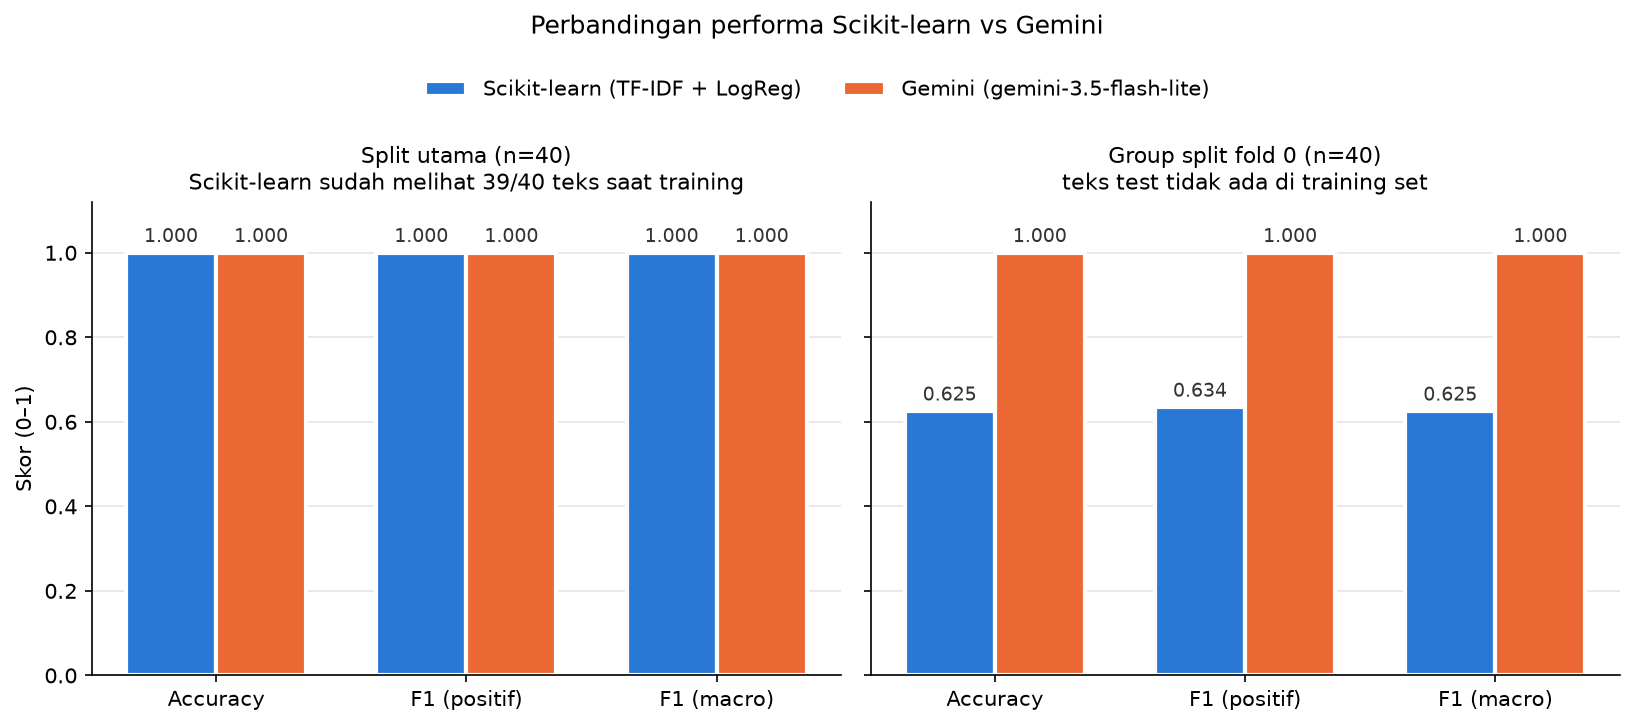 Perbandingan performa Scikit-learn vs Gemini
Scikit-learn (TF-IDF + LogReg)
Gemini (gemini-3.5-flash-lite)
Split utama (n=40)
Scikit-learn sudah melihat 39/40 teks saat training
1.000 1.000 1.000 1.000 1.000 1.000
Skor (0–1)
1.0
0.8
0.6
0.4
0.2
0.0
Accuracy F1 (positif) F1 (macro)
Group split fold 0 (n=40)
teks test tidak ada di training set
0.625 1.000 0.634 1.000 0.625 1.000
Accuracy F1 (positif) F1 (macro)